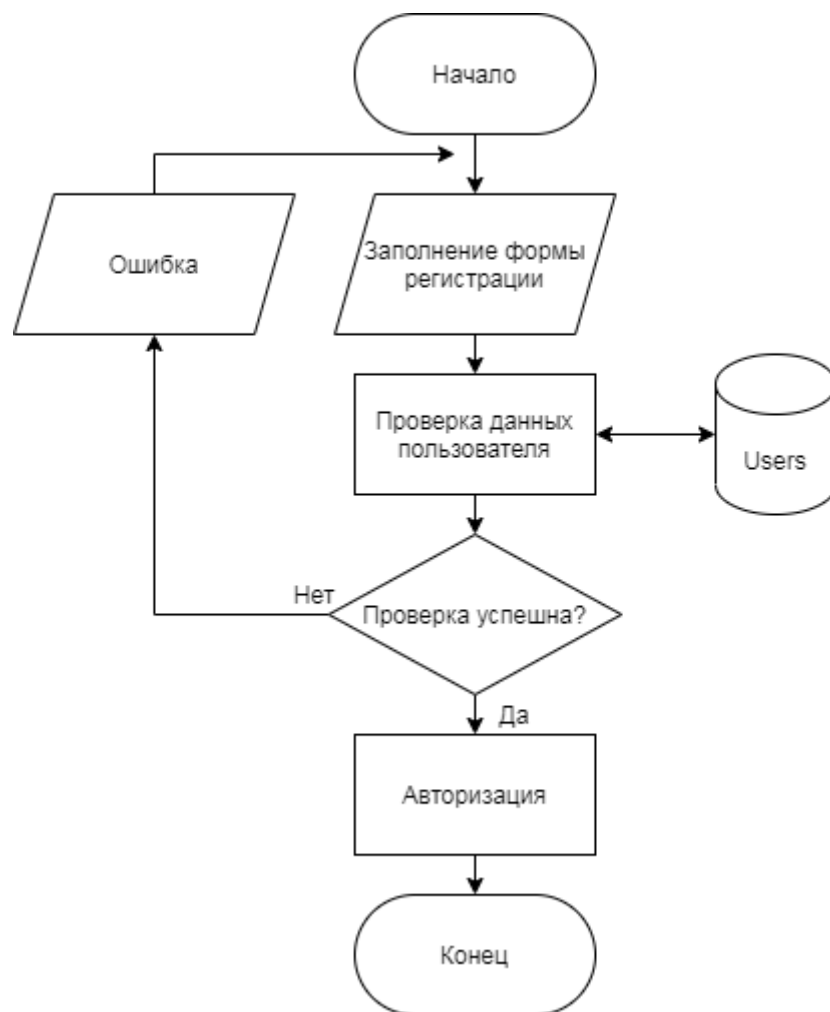 Начало
Ошибка
Заполнение формы
регистрации
Проверка данных
пользователя
Users
Нет
Проверка успешна?
Да
Авторизация
Конец